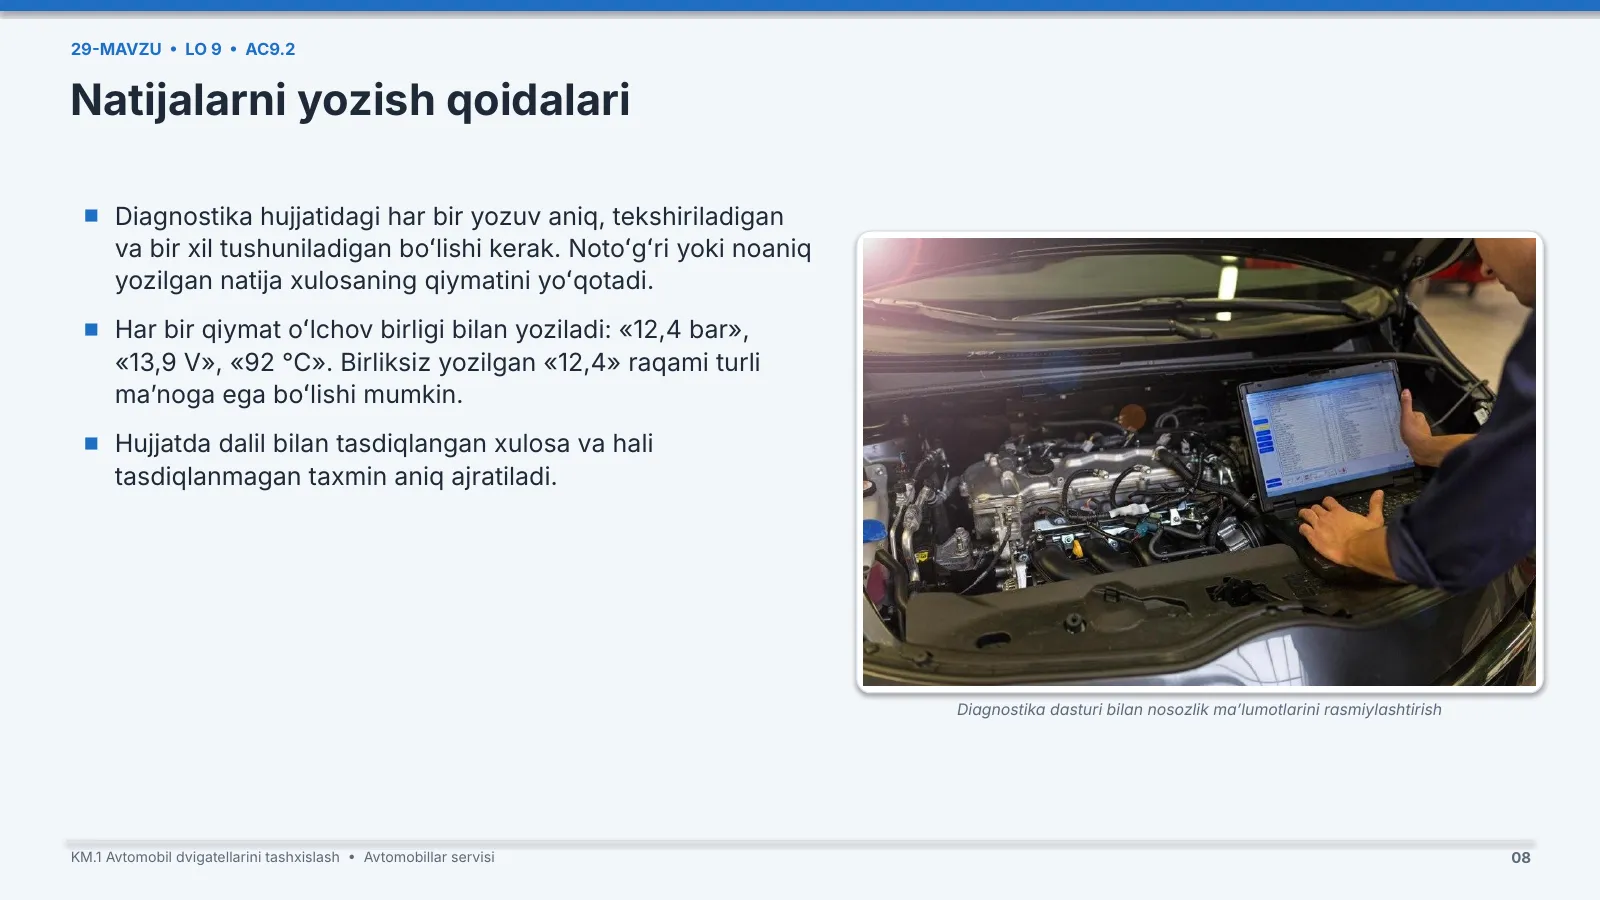 29-MAVZU • LO 9 • AC9.2
Natijalarni yozish qoidalari
Diagnostika hujjatidagi har bir yozuv aniq, tekshiriladigan
va bir xil tushuniladigan boʻlishi kerak. Notoʻgʻri yoki noaniq
yozilgan natija xulosaning qiymatini yoʻqotadi.
Har bir qiymat oʻlchov birligi bilan yoziladi: «12,4 bar»,
«13,9 V», «92 °C». Birliksiz yozilgan «12,4» raqami turli
maʼnoga ega boʻlishi mumkin.
Hujjatda dalil bilan tasdiqlangan xulosa va hali
tasdiqlanmagan taxmin aniq ajratiladi.
Diagnostika dasturi bilan nosozlik maʼlumotlarini rasmiylashtirish
KM.1 Avtomobil dvigatellarini tashxislash • Avtomobillar servisi
08